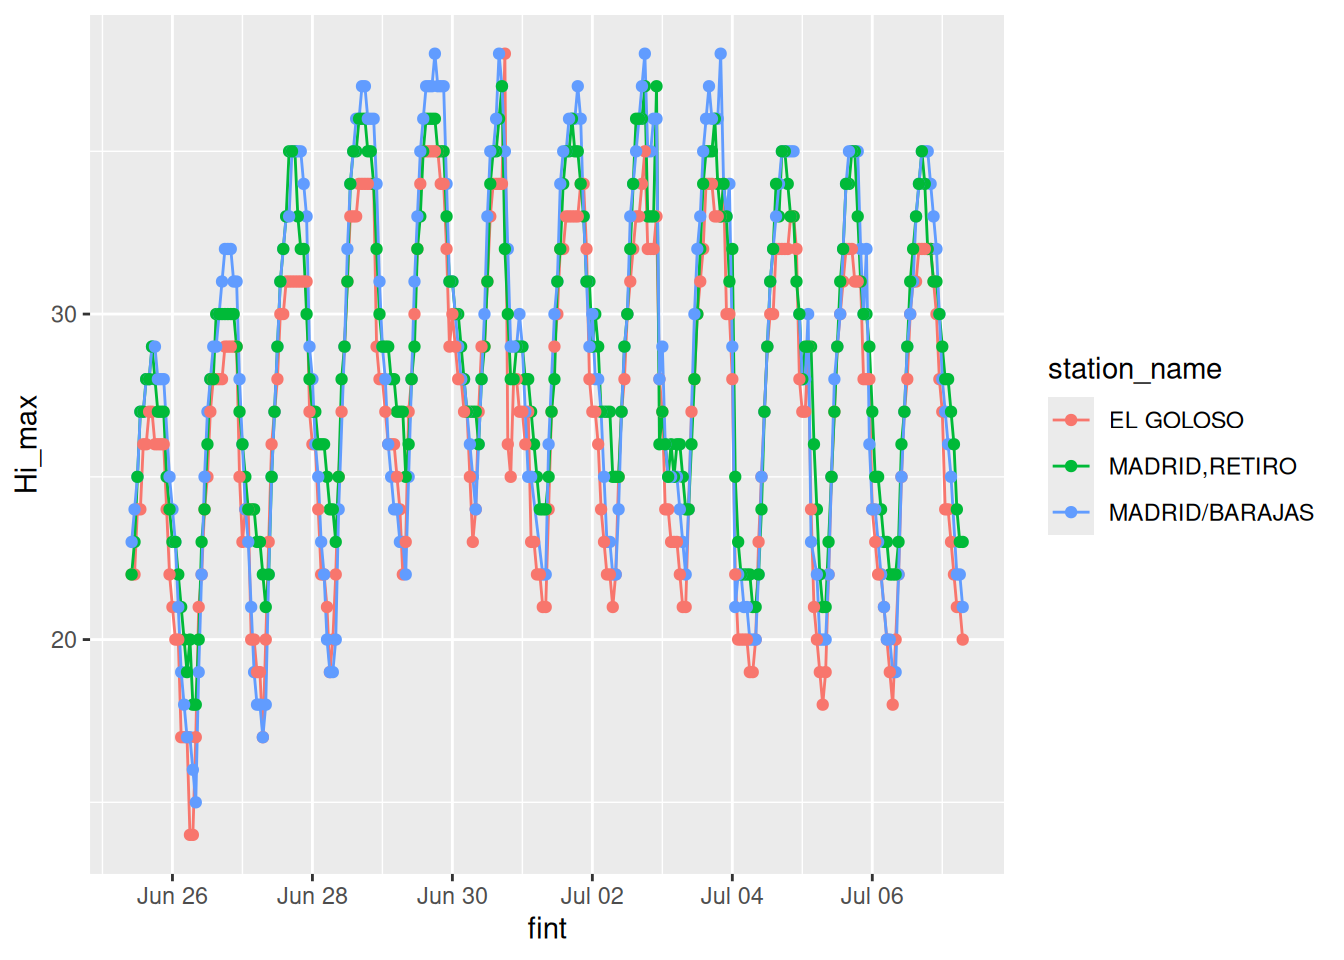 Hi_max
30
20
Jun 26
Jun 28
Jun 30
Jul 02
Jul 04
Jul 06
fint
station_name
EL GOLOSO
MADRID,RETIRO
MADRID/BARAJAS